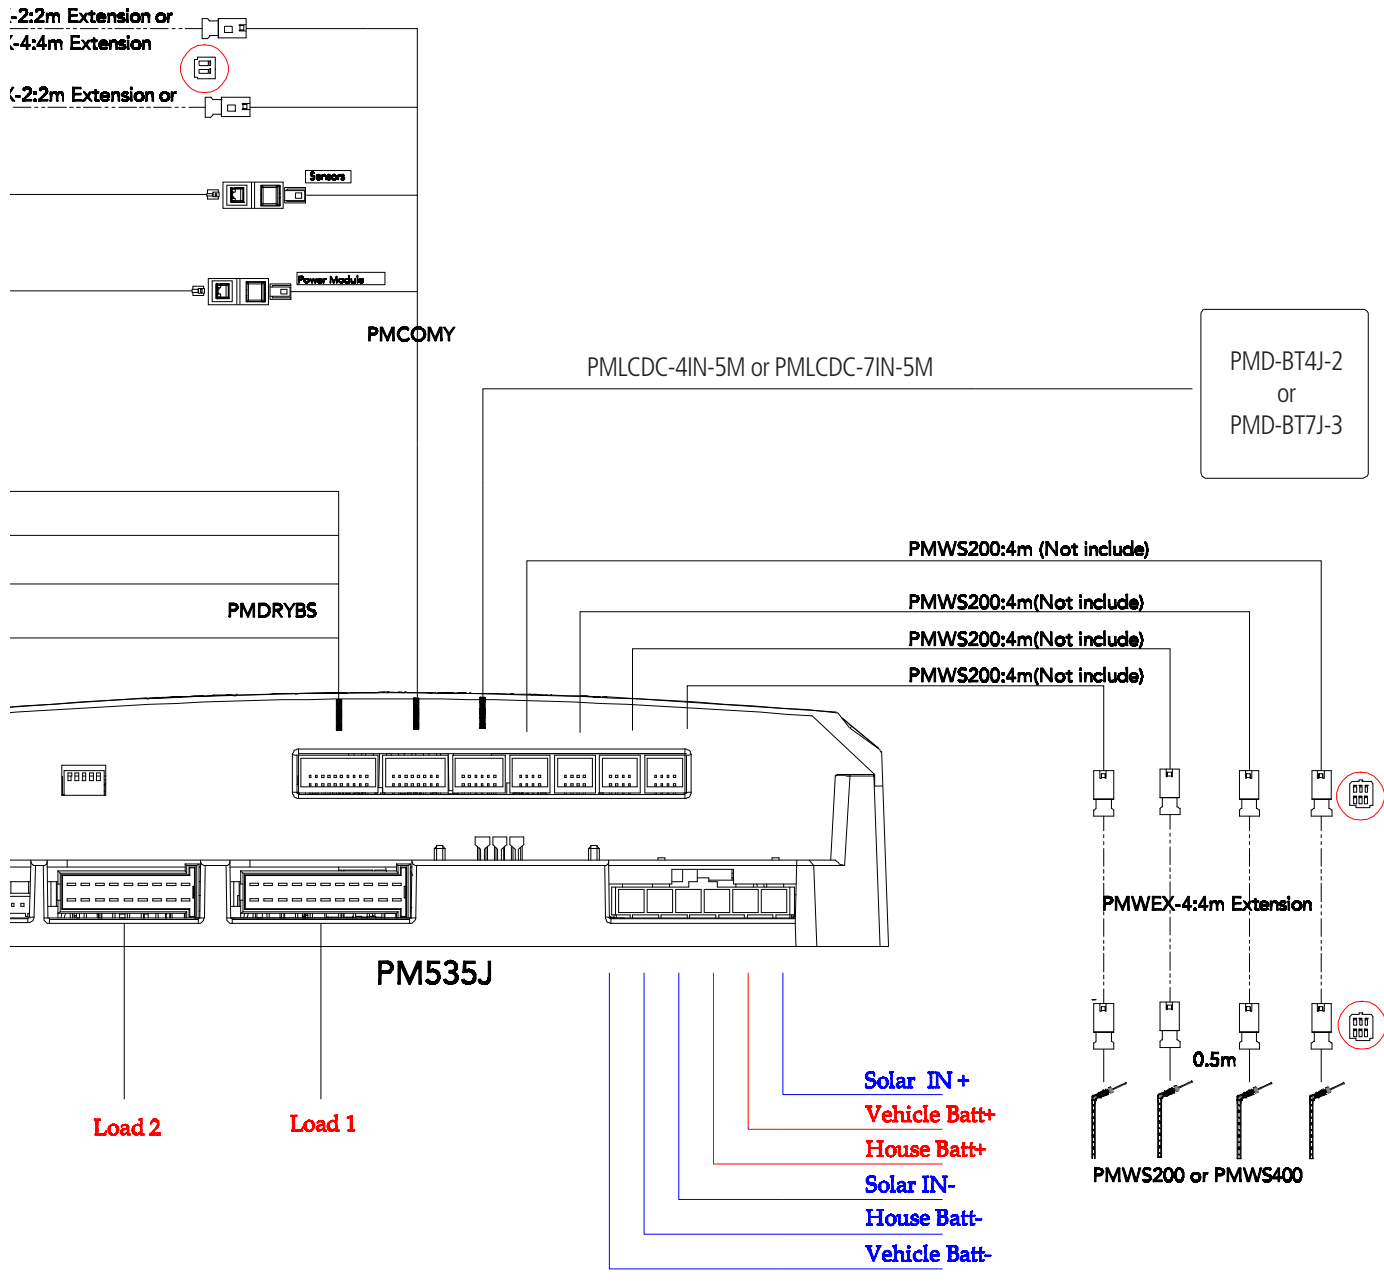 -2:2m Extension or
-4:4m Extension
-2:2m Extension or
Sensors
Power Module
PMCOMY
PMLCDC-4IN-5M or PMLCDC-7IN-5M
PMD-BT4J-2
or
PMD-BT7J-3
PMWS200:4m (Not include)
PMWS200:4m(Not include)
PMWS200:4m(Not include)
PMWS200:4m(Not include)
PMDRYBS
PMWEX-4:4m Extension
PM535J
0.5m
Solar IN +
Vehicle Batt+
House Batt+
Solar IN-
House Batt-
Vehicle Batt-
Load 2
Load 1
PMWS200 or PMWS400